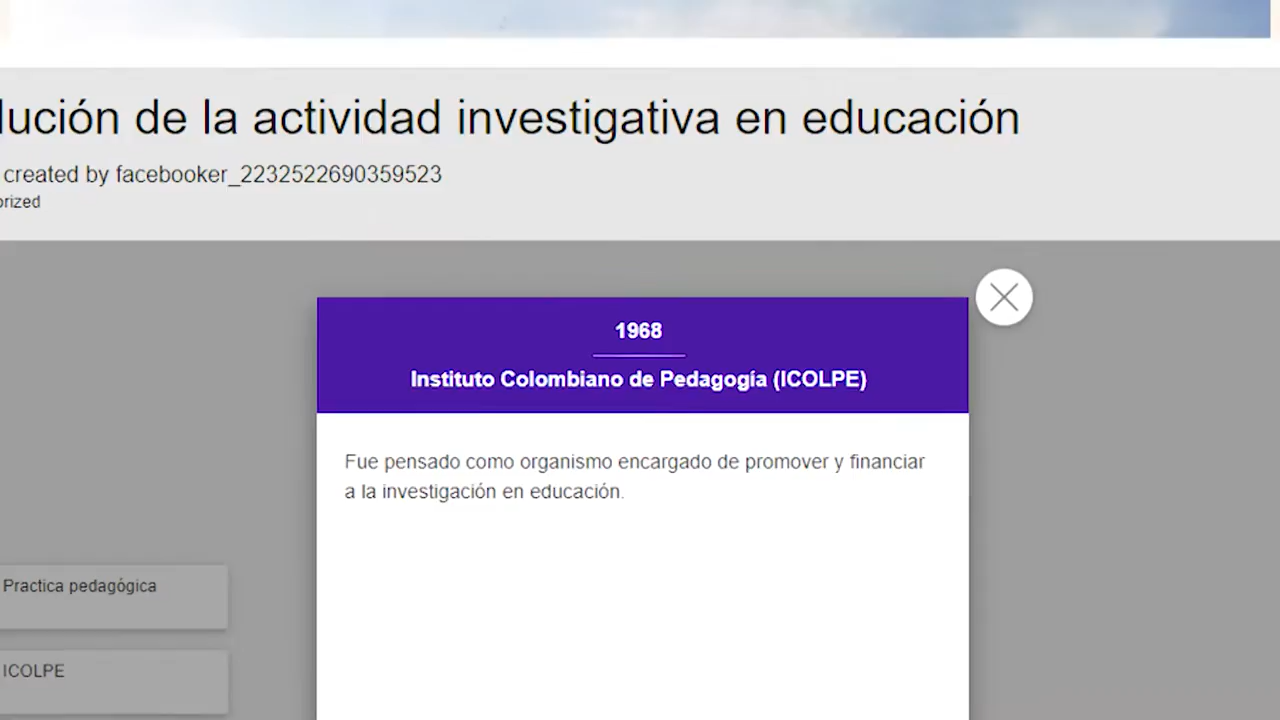 lución de la actividad investigativa en educación
created by facebooker_2232522690359523
orized
1968
Instituto Colombiano de Pedagogía (ICOLPE)
Fue pensado como organismo encargado de promover y financiar
a la investigación en educación.
Practica pedagógica
ICOLPE